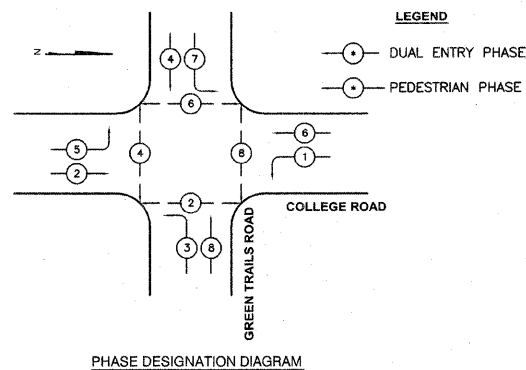 LEGEND
N
* DUAL ENTRY PHASE
* PEDESTRIAN PHASE
4 7
6
5 4 8 6
2 1
COLLEGE ROAD
2
3 8
GREEN TRAILS ROAD
PHASE DESIGNATION DIAGRAM